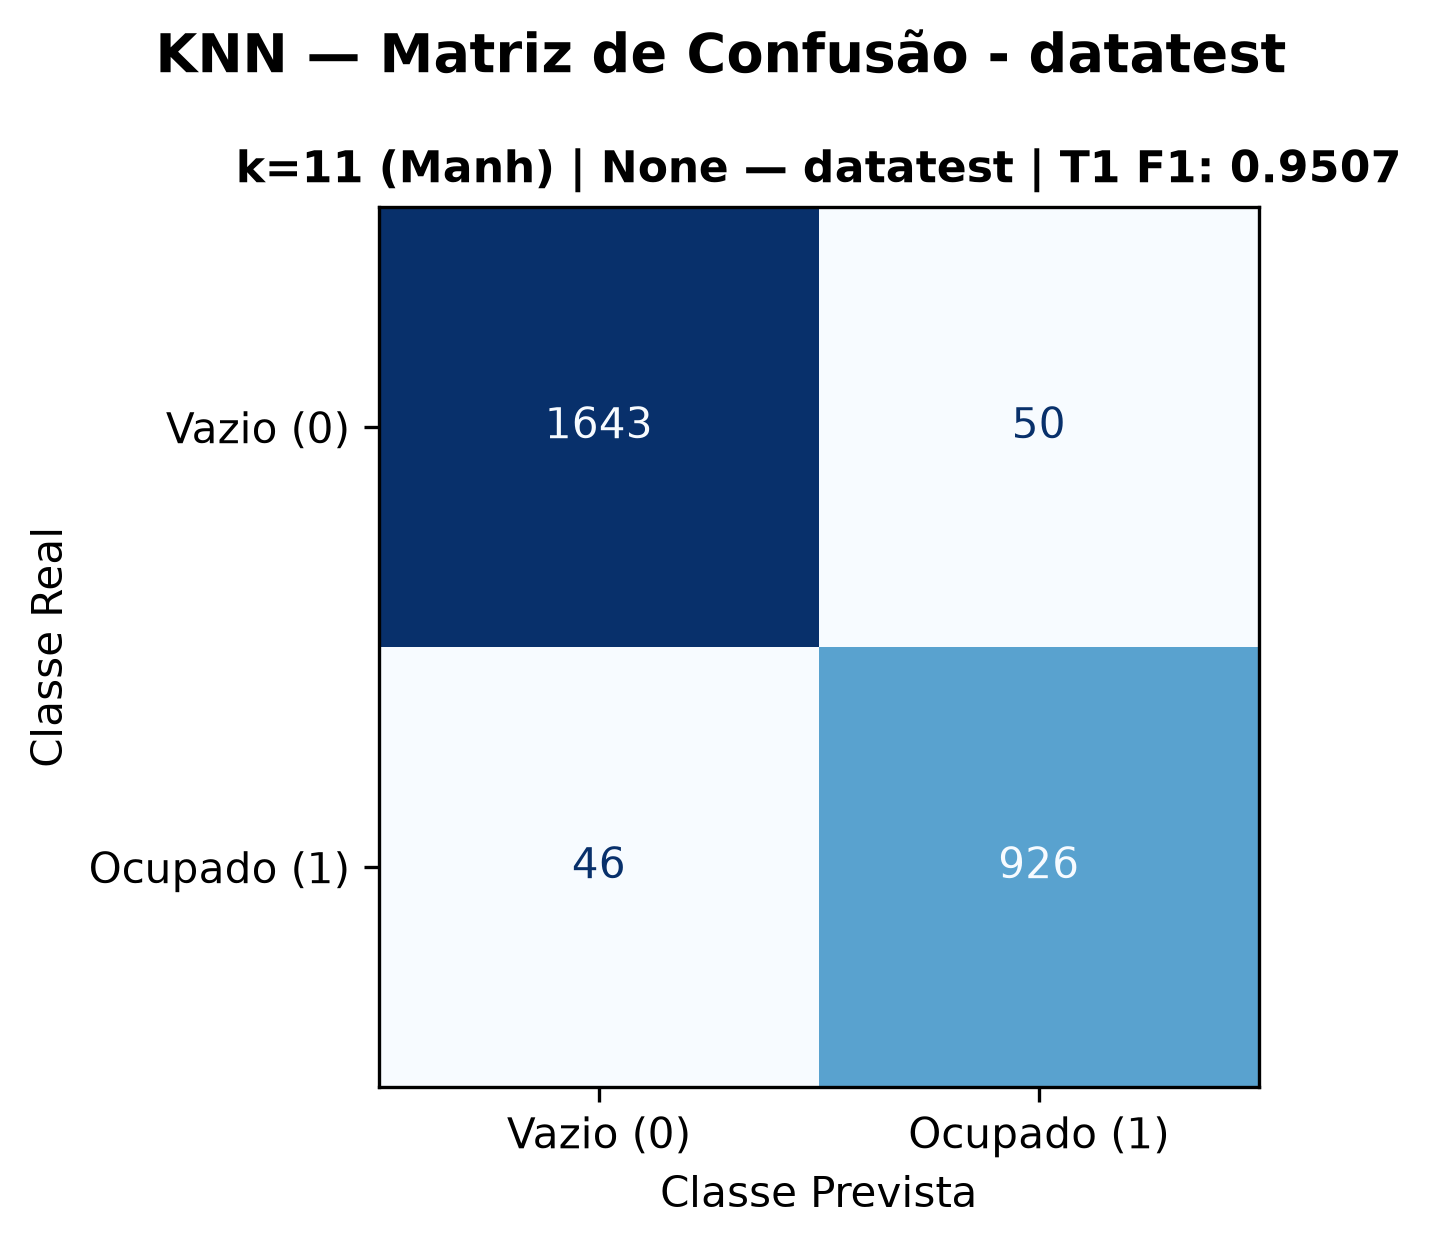 KNN — Matriz de Confusão - datatest
k=11 (Manh) | None — datatest | T1 F1: 0.9507
Vazio (0)
1643
50
Classe Real
Ocupado (1)
46
926
Vazio (0)
Ocupado (1)
Classe Prevista